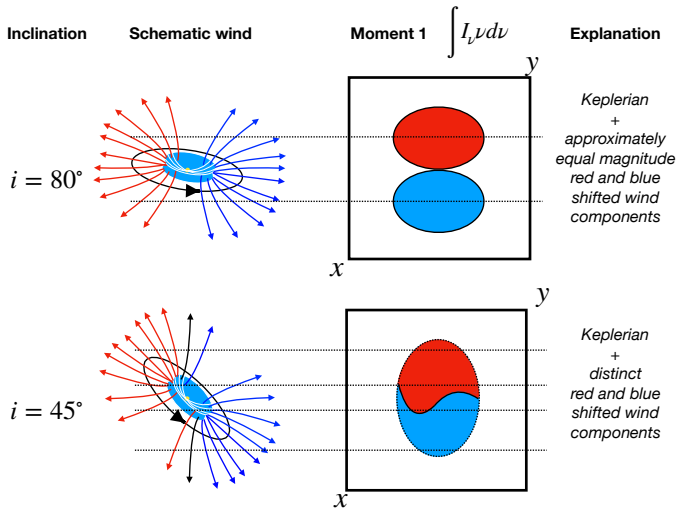 Inclination Schematic wind Moment 1 ∫ I_ν ν dν Explanation
y
i = 80°
Keplerian
+
approximately
equal magnitude
red and blue
shifted wind
components
x
y
i = 45°
Keplerian
+
distinct
red and blue
shifted wind
components
x